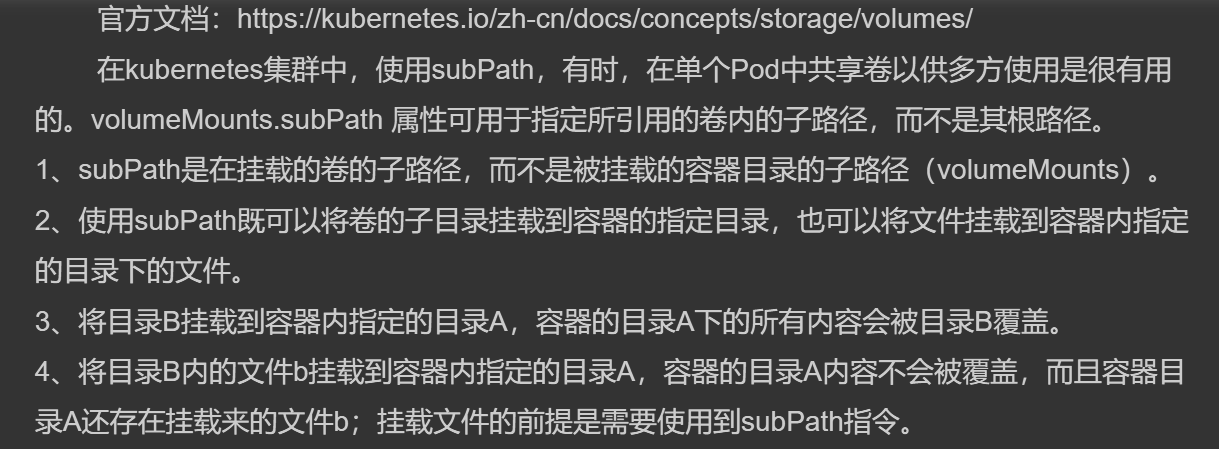 官方文档：https://kubernetes.io/zh-cn/docs/concepts/storage/volumes/
在kubernetes集群中，使用subPath，有时，在单个Pod中共享卷以供多方使用是很有用
的。volumeMounts.subPath 属性可用于指定所引用的卷内的子路径，而不是其根路径。
1、subPath是在挂载的卷的子路径，而不是被挂载的容器目录的子路径（volumeMounts）。
2、使用subPath既可以将卷的子目录挂载到容器的指定目录，也可以将文件挂载到容器内指定
的目录下的文件。
3、将目录B挂载到容器内指定的目录A，容器的目录A下的所有内容会被目录B覆盖。
4、将目录B内的文件b挂载到容器内指定的目录A，容器的目录A内容不会被覆盖，而且容器目
录A还存在挂载来的文件b；挂载文件的前提是需要使用到subPath指令。